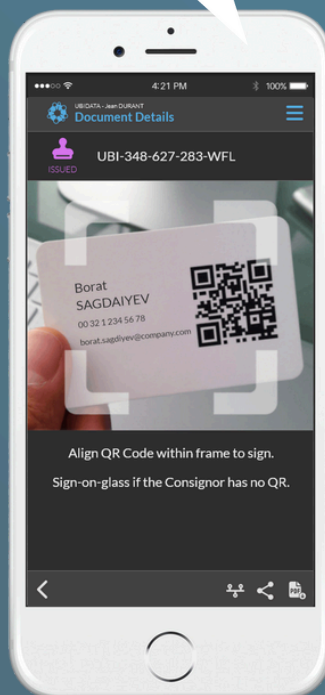 4:21 PM
100%
UBIDATA - Jean DURANT
Document Details
ISSUED
UBI-348-627-283-WFL
Borat
SAGDAIYEV
00 32 1 234 56 78
borat.sagdiyev@company.com
Align QR Code within frame to sign.
Sign-on-glass if the Consignor has no QR.
PDF